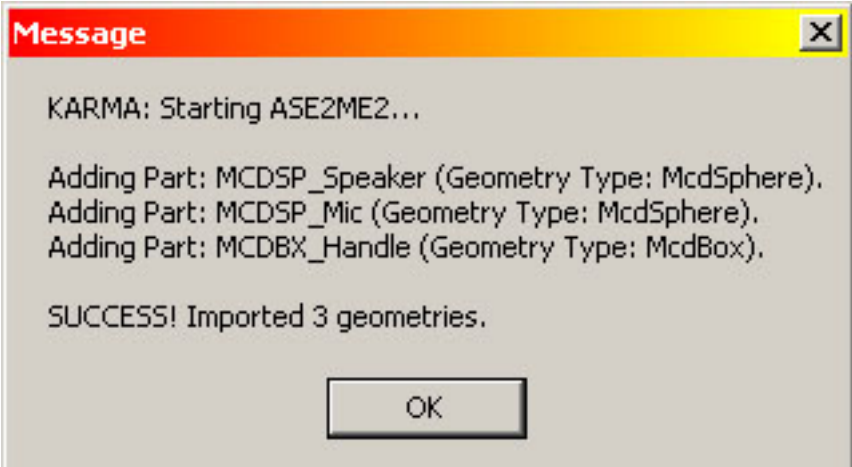 Message
KARMA: Starting ASE2ME2...
Adding Part: MCDSP_Speaker (Geometry Type: McdSphere).
Adding Part: MCDSP_Mic (Geometry Type: McdSphere).
Adding Part: MCDBX_Handle (Geometry Type: McdBox).
SUCCESS! Imported 3 geometries.
OK